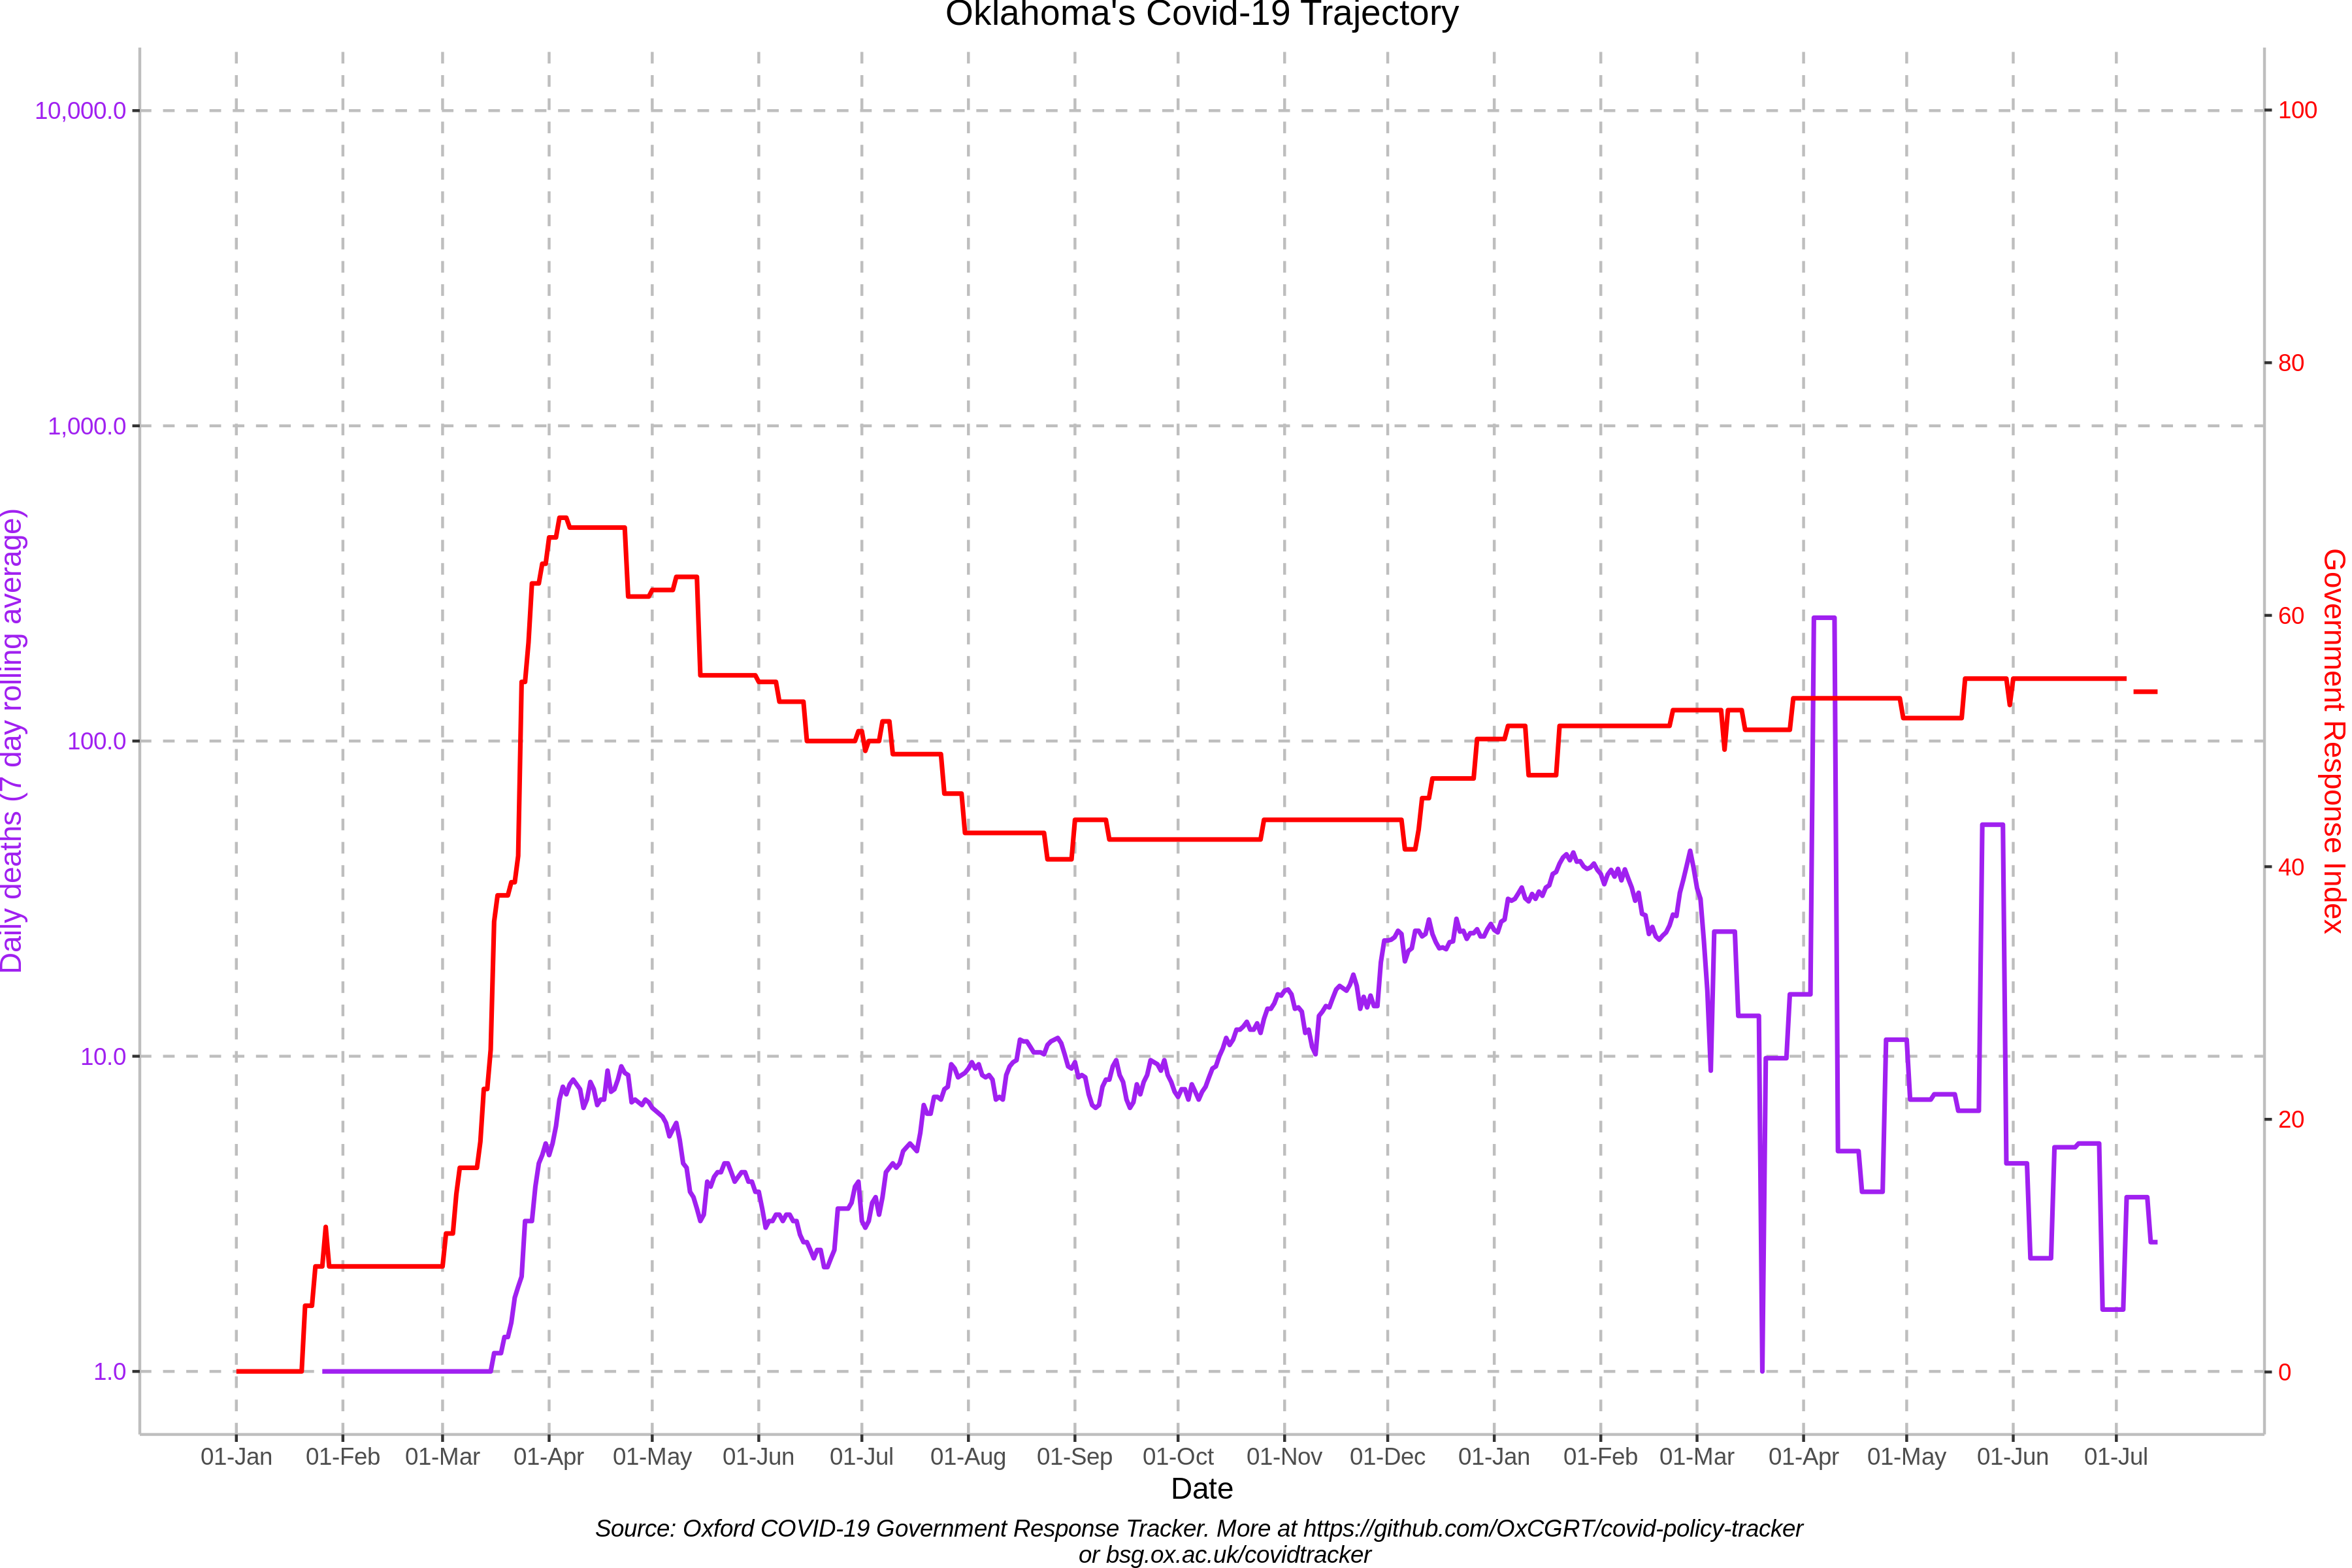 Oklahoma's Covid-19 Trajectory
10,000.0
1,000.0
100.0
10.0
1.0
Daily deaths (7 day rolling average)
100
80
60
40
20
0
Government Response Index
01-Jan 01-Feb 01-Mar 01-Apr 01-May 01-Jun 01-Jul 01-Aug 01-Sep 01-Oct 01-Nov 01-Dec 01-Jan 01-Feb 01-Mar 01-Apr 01-May 01-Jun 01-Jul
Date
Source: Oxford COVID-19 Government Response Tracker. More at https://github.com/OxCGRT/covid-policy-tracker
or bsg.ox.ac.uk/covidtracker